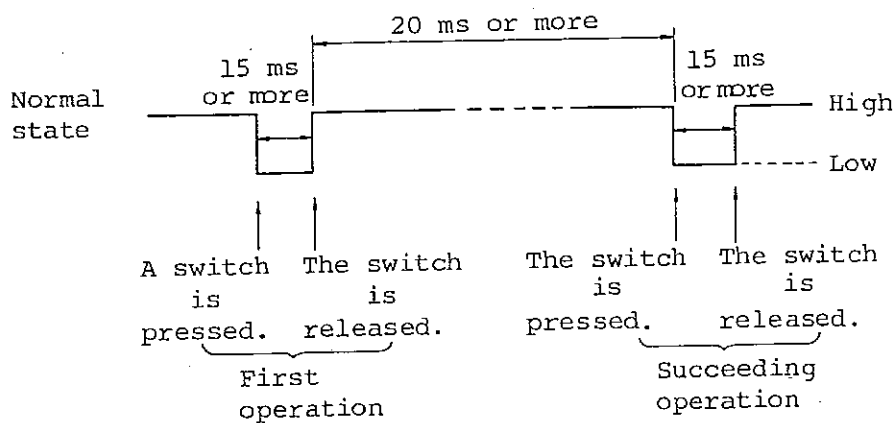 20 ms or more
15 ms
or more
15 ms
or more
Normal
state
High
Low
A switch
is
pressed.
The switch
is
released.
The switch
is
pressed.
The switch
is
released.
First
operation
Succeeding
operation